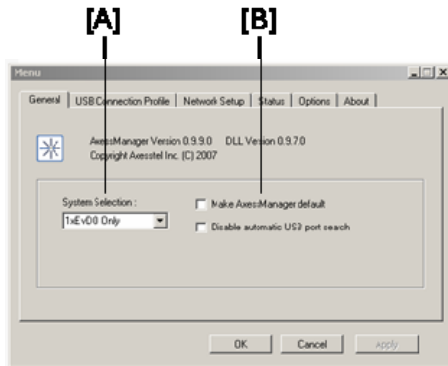 [A] [B]
Menu
General USB Connection Profile Network Setup Status Options About
AxessManager Version 0.9.9.0 DLL Version 0.9.7.0
Copyright Axesstel Inc. (C) 2007
System Selection :
1xEvDO Only
Make AxessManager default
Disable automatic USB port search
OK Cancel Apply